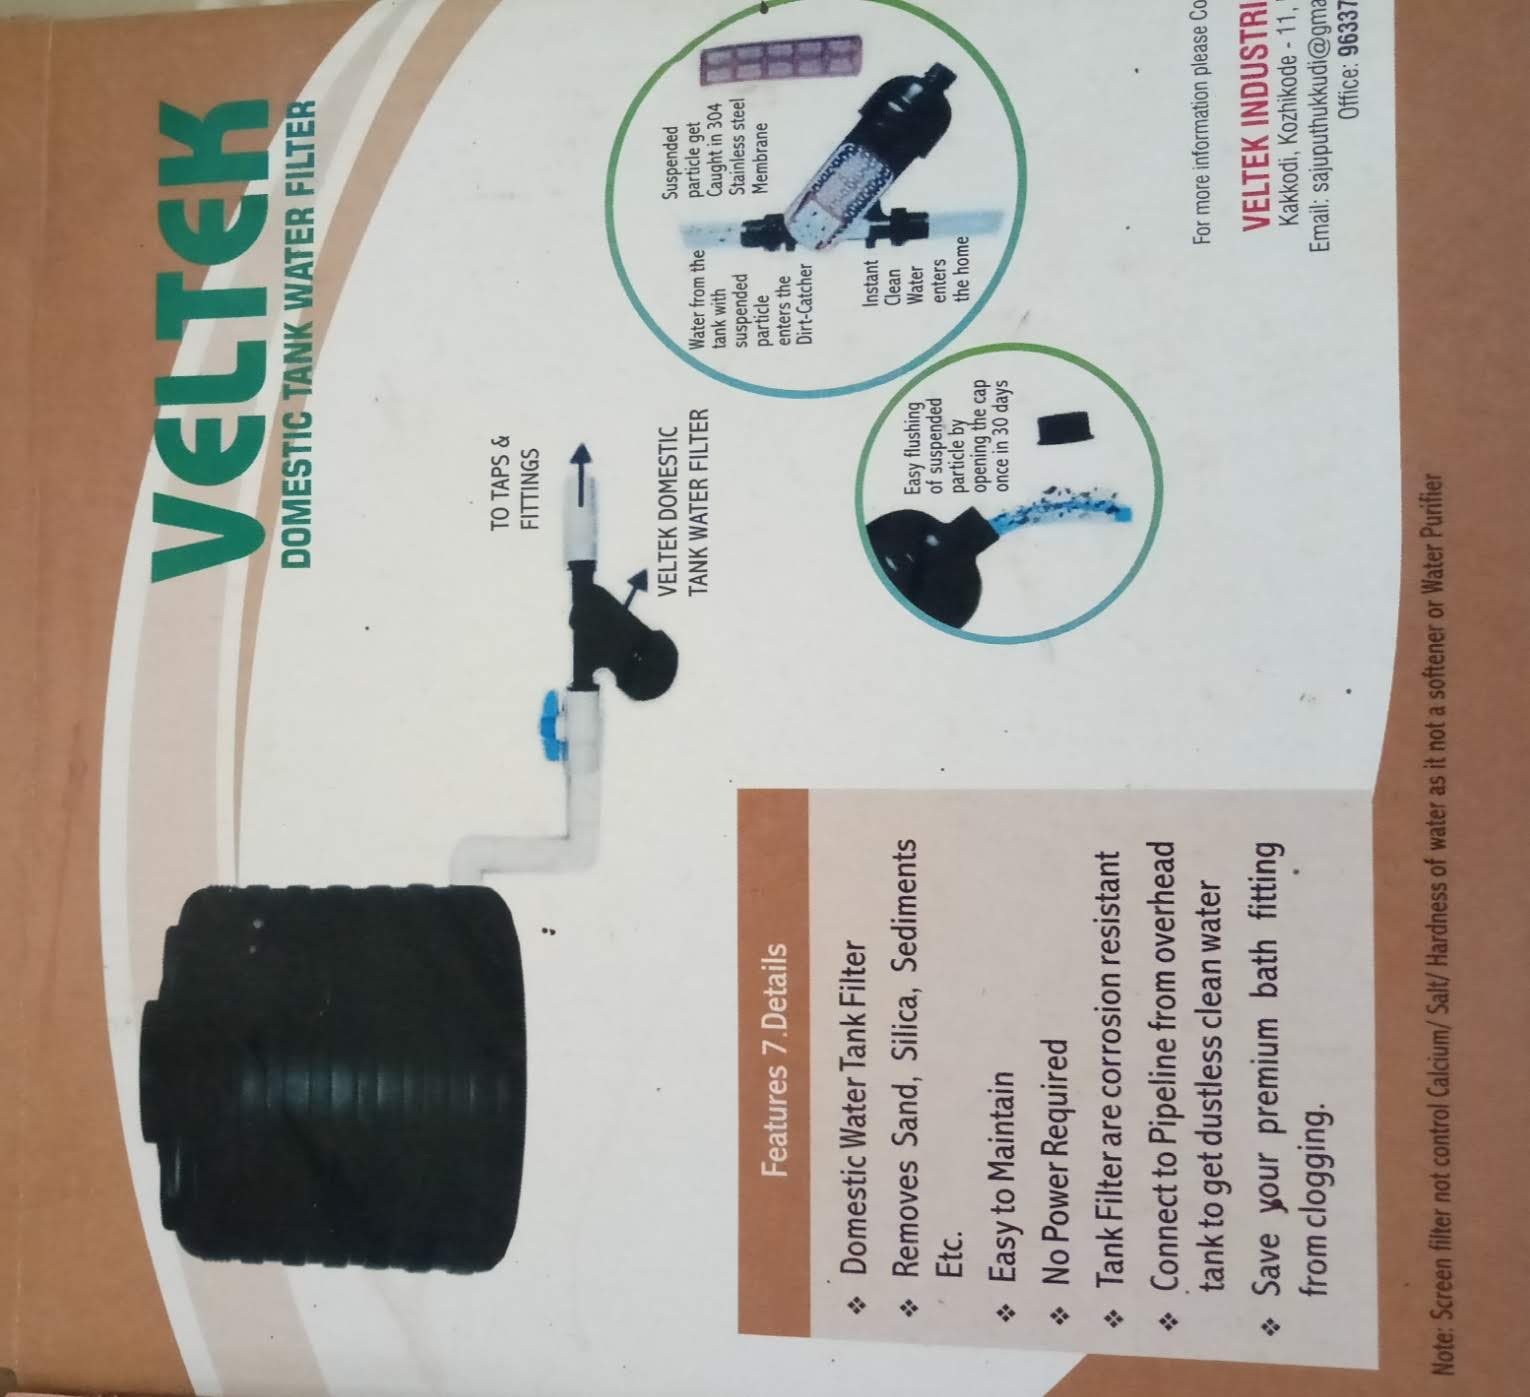 VELTEK
DOMESTIC TANK WATER FILTER
TO TAPS &
FITTINGS
VELTEK DOMESTIC
TANK WATER FILTER
Suspended
particle get
Caught in 304
Stainless steel
Membrane
Water from the
tank with
suspended
particle
enters the
Dirt-Catcher
Instant
Clean
Water
enters
the home
Easy flushing
of suspended
particle by
opening the cap
once in 30 days
Features 7.Details
❖ Domestic Water Tank Filter
❖ Removes Sand, Silica, Sediments
Etc.
❖ Easy to Maintain
❖ No Power Required
❖ Tank Filter are corrosion resistant
❖ Connect to Pipeline from overhead
tank to get dustless clean water
❖ Save your premium bath fitting
from clogging.
For more information please Co
VELTEK INDUSTRI
Kakkodi, Kozhikode - 11,
Email: sajuputhukkudi@gma
Office: 96337
Note: Screen filter not control Calcium/ Salt/ Hardness of water as it not a softener or Water Purifier